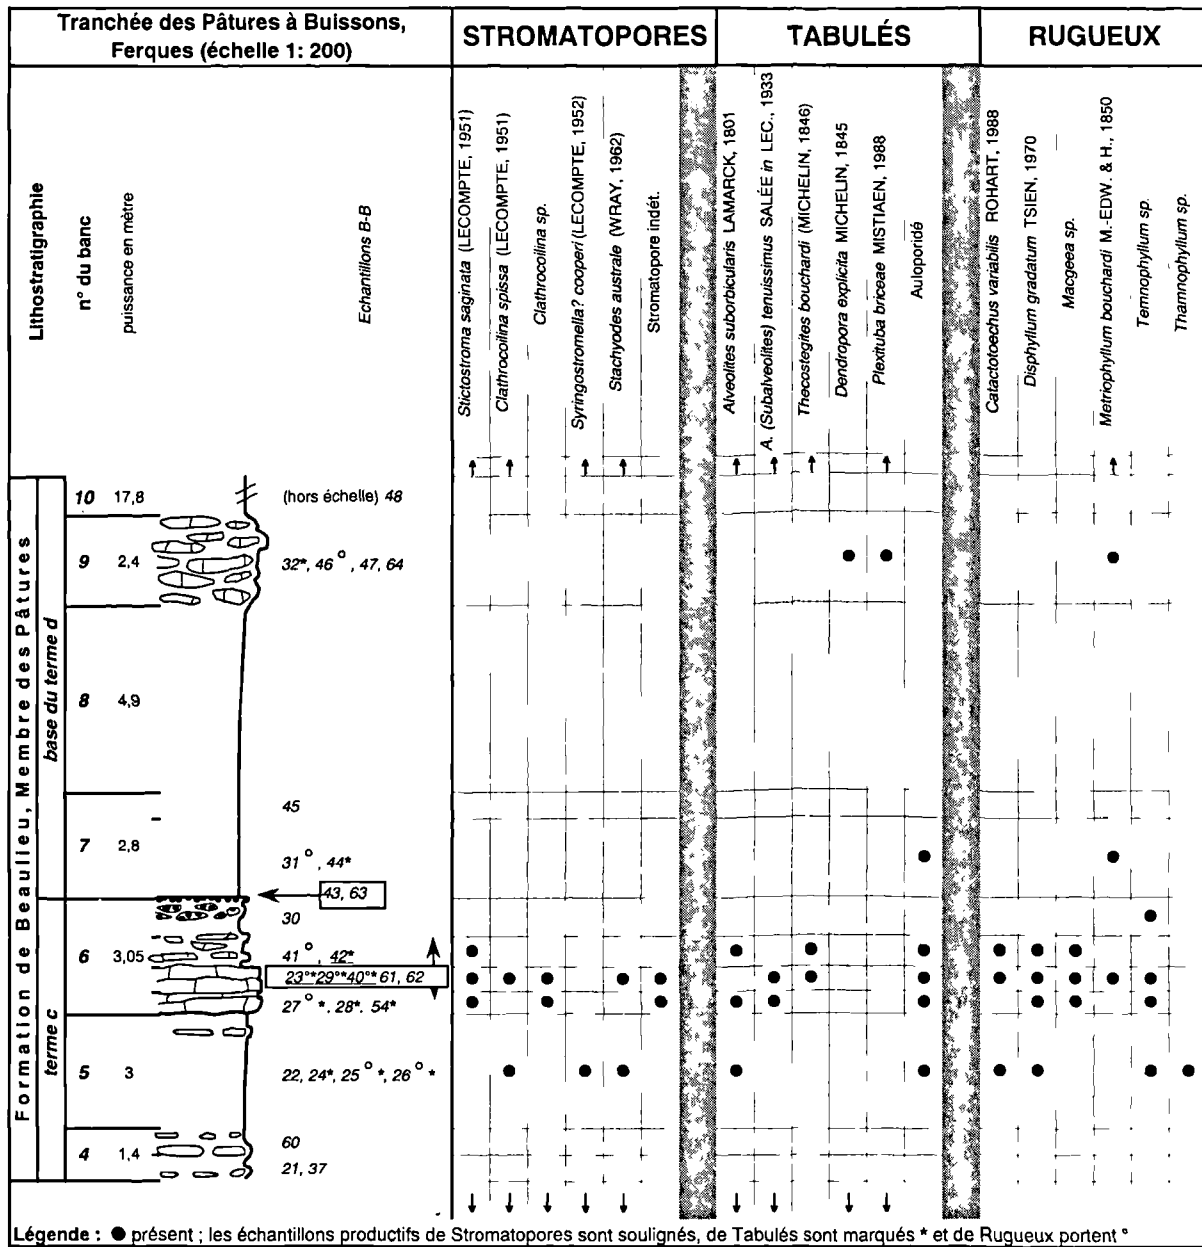 Tranchée des Pâtures à Buissons,
Ferques (échelle 1: 200)
STROMATOPORES
TABULÉS
RUGUEUX
Lithostratigraphie
n° du banc
puissance en mètre
Echantillons B-B
Stictostroma saginata (LECOMPTE, 1951)
Clathrocoilina spissa (LECOMPTE, 1951)
Clathrocoilina sp.
Syringostromella? cooperi (LECOMPTE, 1952)
Stachyodes australe (WRAY, 1962)
Stromatopore indét.
Alveolites suborbicularis LAMARCK, 1801
A. (Subalveolites) tenuissimus SALÉE in LEC., 1933
Thecostegites bouchardi (MICHELIN, 1846)
Dendropora explicita MICHELIN, 1845
Plexituba briceae MISTIAEN, 1988
Auloporidé
Catactotoechus variabilis ROHART, 1988
Disphyllum gradatum TSIEN, 1970
Macgeea sp.
Metriophyllum bouchardi M.-EDW. & H., 1850
Temnophyllum sp.
Thamnophyllum sp.
Formation de Beaulieu, Membre des Pâtures
base du terme d
terme c
10 17,8 (hors échelle) 48
9 2,4 32*, 46°, 47, 64
8 4,9
45
7 2,8
31°, 44*
43, 63
30
6 3,05 41°, 42*
23°*29°*40°* 61, 62
27°*, 28*, 54*
5 3 22, 24*, 25°*, 26°*
60
4 1,4
21, 37
Légende : ● présent ; les échantillons productifs de Stromatopores sont soulignés, de Tabulés sont marqués * et de Rugueux portent °